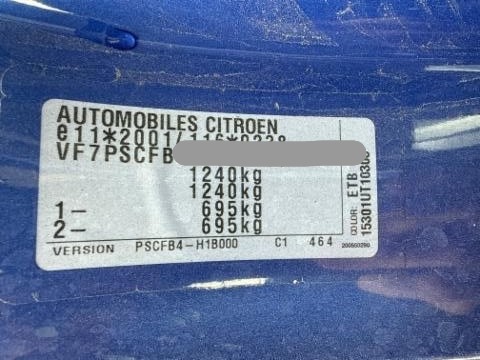 AUTOMOBILES CITROEN
e11*2001/116*0238
VF7PSCFB
1240kg
1240kg
1- 695kg
2- 695kg
VERSION PSCFB4-H1B000 C1 464
COLOR: ETB